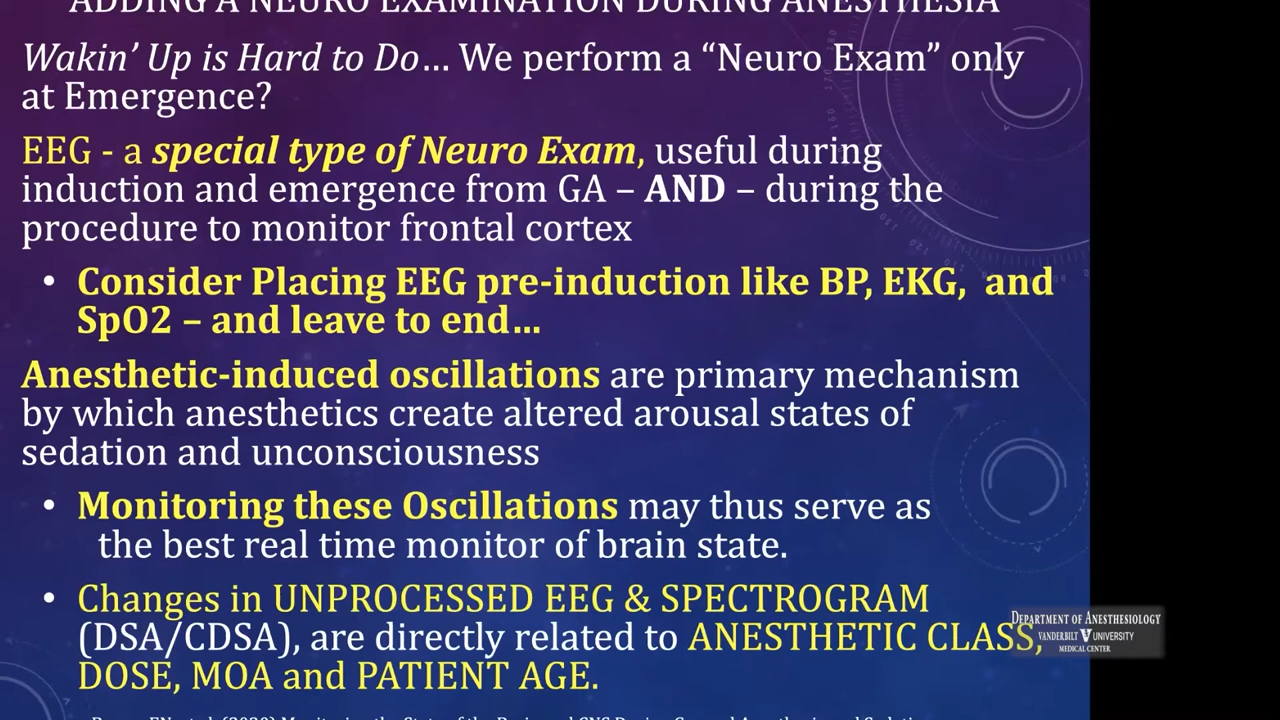 ADDING A NEURO EXAMINATION DURING ANESTHESIA
Wakin’ Up is Hard to Do… We perform a “Neuro Exam” only
at Emergence?
EEG - a special type of Neuro Exam, useful during
induction and emergence from GA – AND – during the
procedure to monitor frontal cortex
• Consider Placing EEG pre-induction like BP, EKG,  and
SpO2 – and leave to end…
Anesthetic-induced oscillations are primary mechanism
by which anesthetics create altered arousal states of
sedation and unconsciousness
• Monitoring these Oscillations may thus serve as
the best real time monitor of brain state.
• Changes in UNPROCESSED EEG & SPECTROGRAM
(DSA/CDSA), are directly related to ANESTHETIC CLASS,
DOSE, MOA and PATIENT AGE.
DEPARTMENT OF ANESTHESIOLOGY
VANDERBILT UNIVERSITY
MEDICAL CENTER